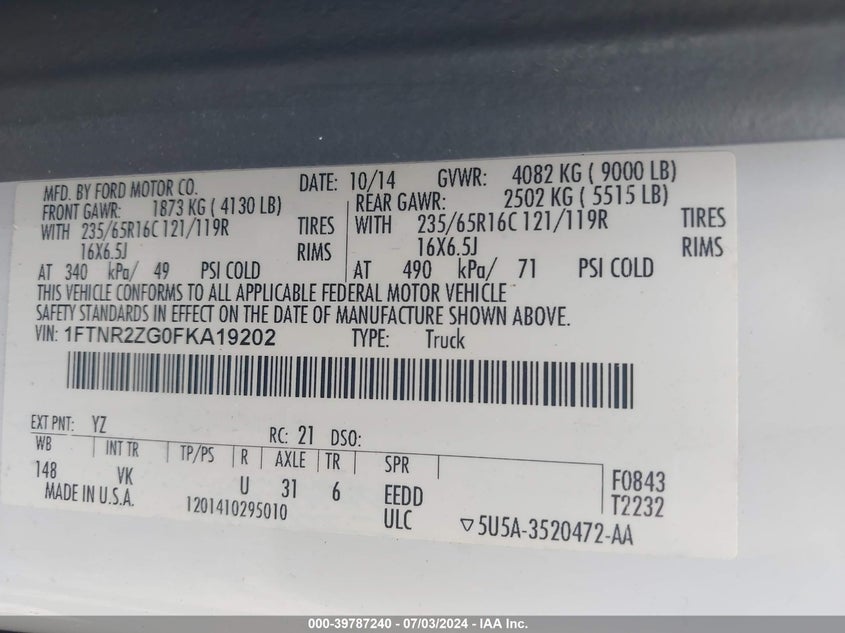 MFD. BY FORD MOTOR CO. DATE: 10/14 GVWR: 4082 KG ( 9000 LB)
FRONT GAWR: 1873 KG ( 4130 LB) REAR GAWR: 2502 KG ( 5515 LB)
WITH 235/65R16C 121/119R TIRES WITH 235/65R16C 121/119R TIRES
16X6.5J RIMS 16X6.5J RIMS
AT 340 kPa/ 49 PSI COLD AT 490 kPa/ 71 PSI COLD
THIS VEHICLE CONFORMS TO ALL APPLICABLE FEDERAL MOTOR VEHICLE
SAFETY STANDARDS IN EFFECT ON THE DATE OF MANUFACTURE SHOWN ABOVE.
VIN: 1FTNR2ZG0FKA19202 TYPE: Truck
EXT PNT: YZ RC: 21 DSO:
WB INT TR TP/PS R AXLE TR SPR
148 VK U 31 6 EEDD F0843
MADE IN U.S.A. 1201410295010 ULC T2232
▽5U5A-3520472-AA
000-39787240 - 07/03/2024 - IAA Inc.